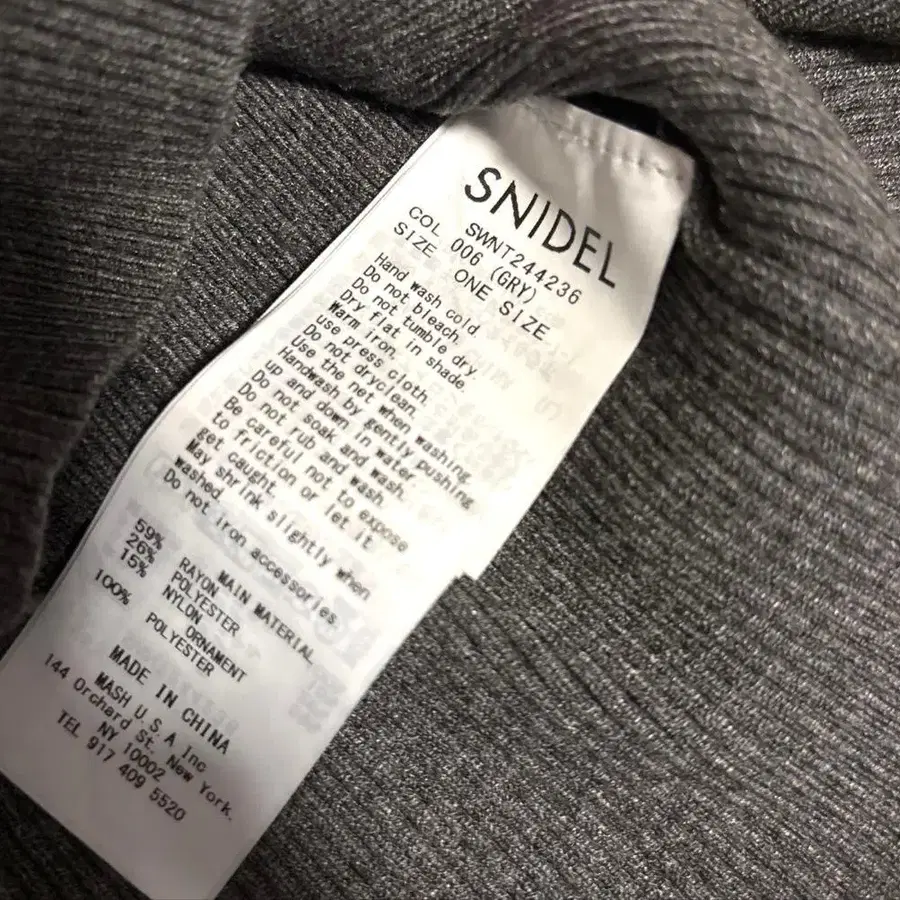 SNIDEL
SWNT244236
COL 006 (GRY)
SIZE ONE SIZE
Hand wash cold
Do not bleach.
Do not tumble dry.
Dry flat in shade.
Warm iron.
use press cloth.
Do not dryclean.
Use the net when washing.
Handwash by gently pushing
up and down in water.
Do not soak and wash.
Do not rub and wash.
Be careful not to expose
to friction or let it
get caught.
May shrink slightly when
washed.
Do not iron accessories.
MAIN MATERIAL
59% RAYON
26% POLYESTER
15% NYLON
ORNAMENT
100% POLYESTER
MADE IN CHINA
MASH U.S.A Inc
144 Orchard St. New York.
NY 10002
TEL 917 409 5520